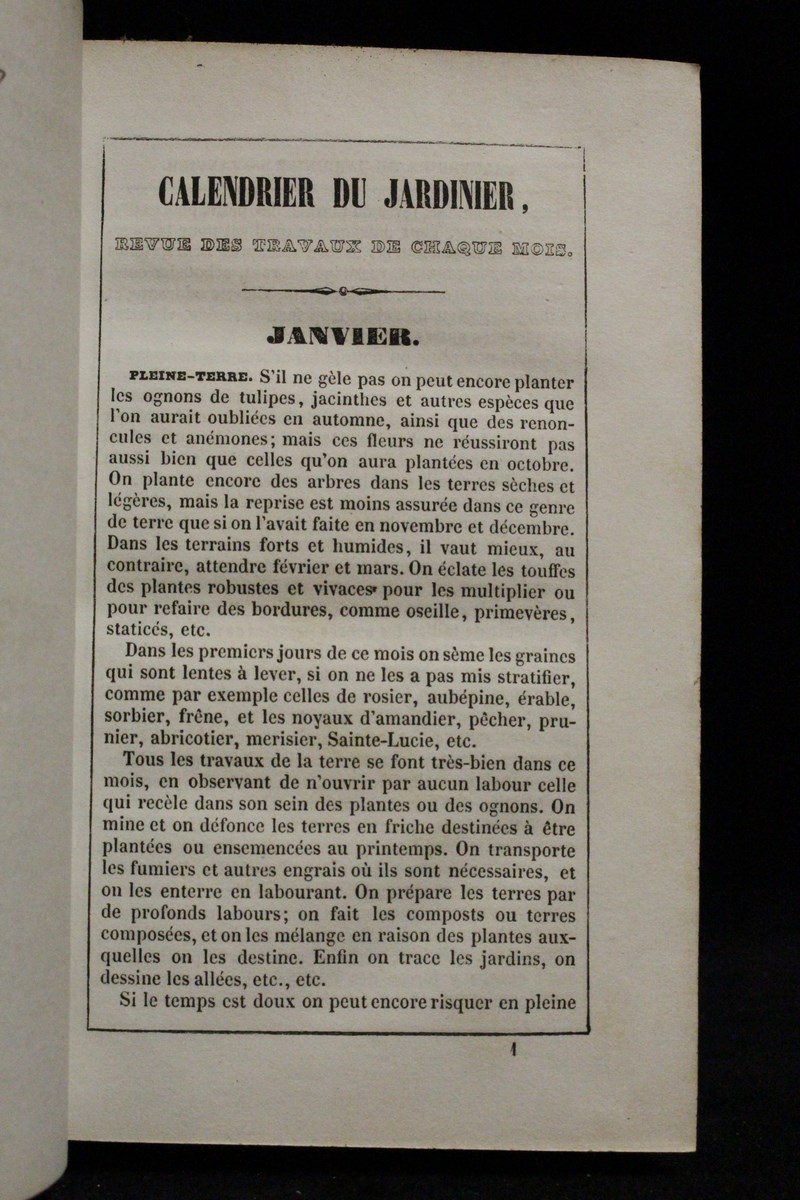 CALENDRIER DU JARDINIER,
REVUE DES TRAVAUX DE CHAQUE MOIS.
JANVIER.
PLEINE-TERRE. S'il ne gèle pas on peut encore planter
les ognons de tulipes, jacinthes et autres espèces que
l'on aurait oubliées en automne, ainsi que des renon-
cules et anémones; mais ces fleurs ne réussiront pas
aussi bien que celles qu'on aura plantées en octobre.
On plante encore des arbres dans les terres sèches et
légères, mais la reprise est moins assurée dans ce genre
de terre que si on l'avait faite en novembre et décembre.
Dans les terrains forts et humides, il vaut mieux, au
contraire, attendre février et mars. On éclate les touffes
des plantes robustes et vivaces pour les multiplier ou
pour refaire des bordures, comme oseille, primevères,
staticés, etc.
Dans les premiers jours de ce mois on sème les graines
qui sont lentes à lever, si on ne les a pas mis stratifier,
comme par exemple celles de rosier, aubépine, érable,
sorbier, frêne, et les noyaux d'amandier, pêcher, pru-
nier, abricotier, merisier, Sainte-Lucie, etc.
Tous les travaux de la terre se font très-bien dans ce
mois, en observant de n'ouvrir par aucun labour celle
qui recèle dans son sein des plantes ou des ognons. On
mine et on défonce les terres en friche destinées à être
plantées ou ensemencées au printemps. On transporte
les fumiers et autres engrais où ils sont nécessaires, et
on les enterre en labourant. On prépare les terres par
de profonds labours; on fait les composts ou terres
composées, et on les mélange en raison des plantes aux-
quelles on les destine. Enfin on trace les jardins, on
dessine les allées, etc., etc.
Si le temps est doux on peut encore risquer en pleine
1